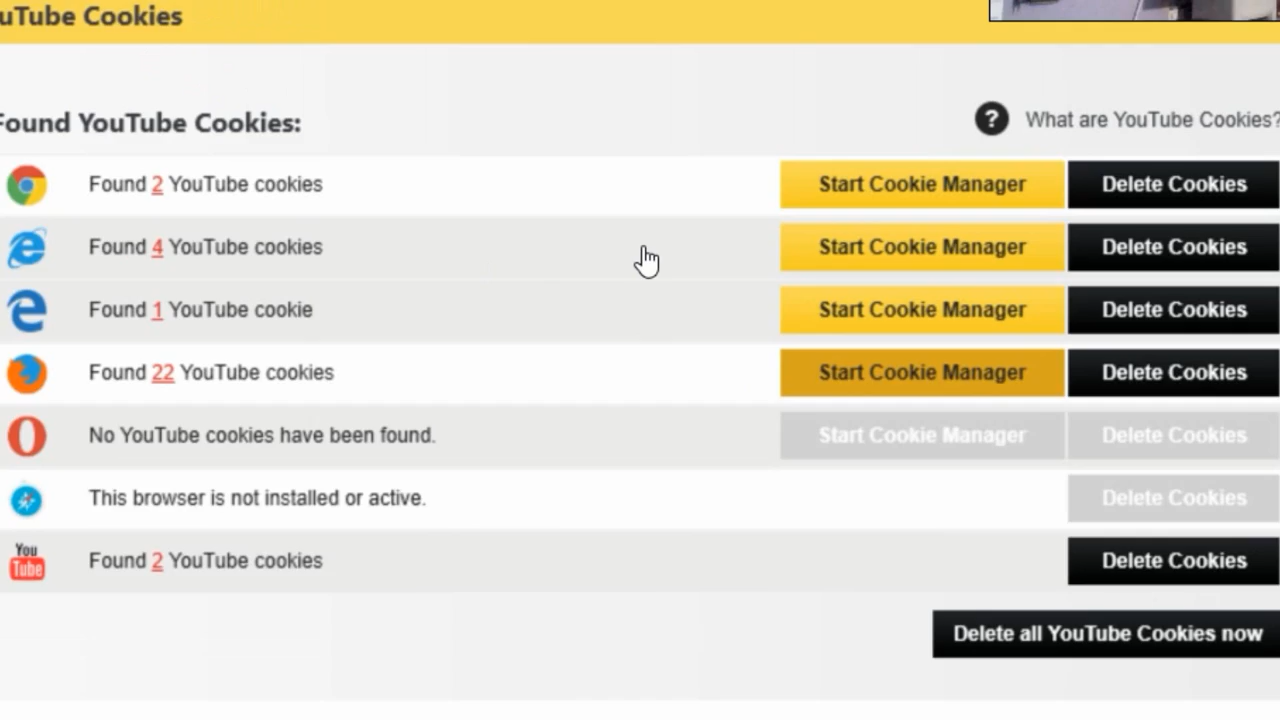 uTube Cookies
Found YouTube Cookies:
? What are YouTube Cookies?
Found 2 YouTube cookies Start Cookie Manager Delete Cookies
Found 4 YouTube cookies Start Cookie Manager Delete Cookies
Found 1 YouTube cookie Start Cookie Manager Delete Cookies
Found 22 YouTube cookies Start Cookie Manager Delete Cookies
No YouTube cookies have been found. Start Cookie Manager Delete Cookies
This browser is not installed or active. Delete Cookies
You
Tube
Found 2 YouTube cookies Delete Cookies
Delete all YouTube Cookies now